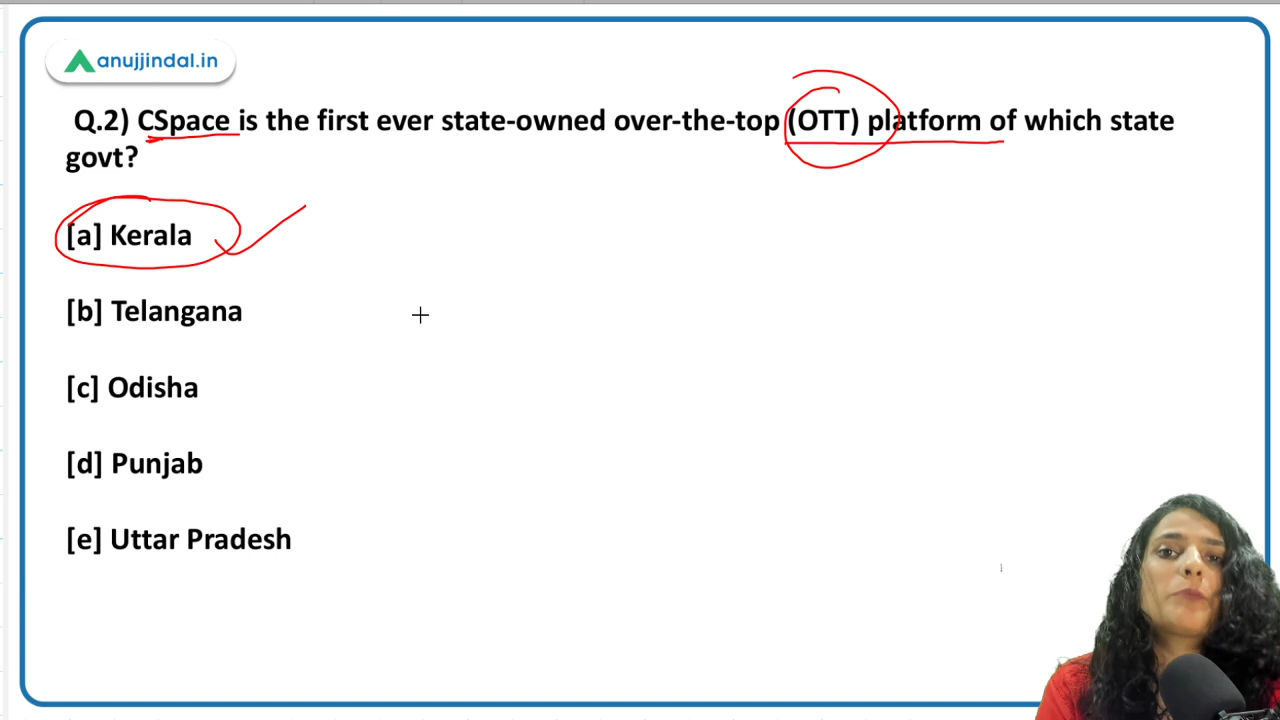 anujjindal.in
Q.2) CSpace is the first ever state-owned over-the-top (OTT) platform of which state
govt?
[a] Kerala
[b] Telangana
[c] Odisha
[d] Punjab
[e] Uttar Pradesh